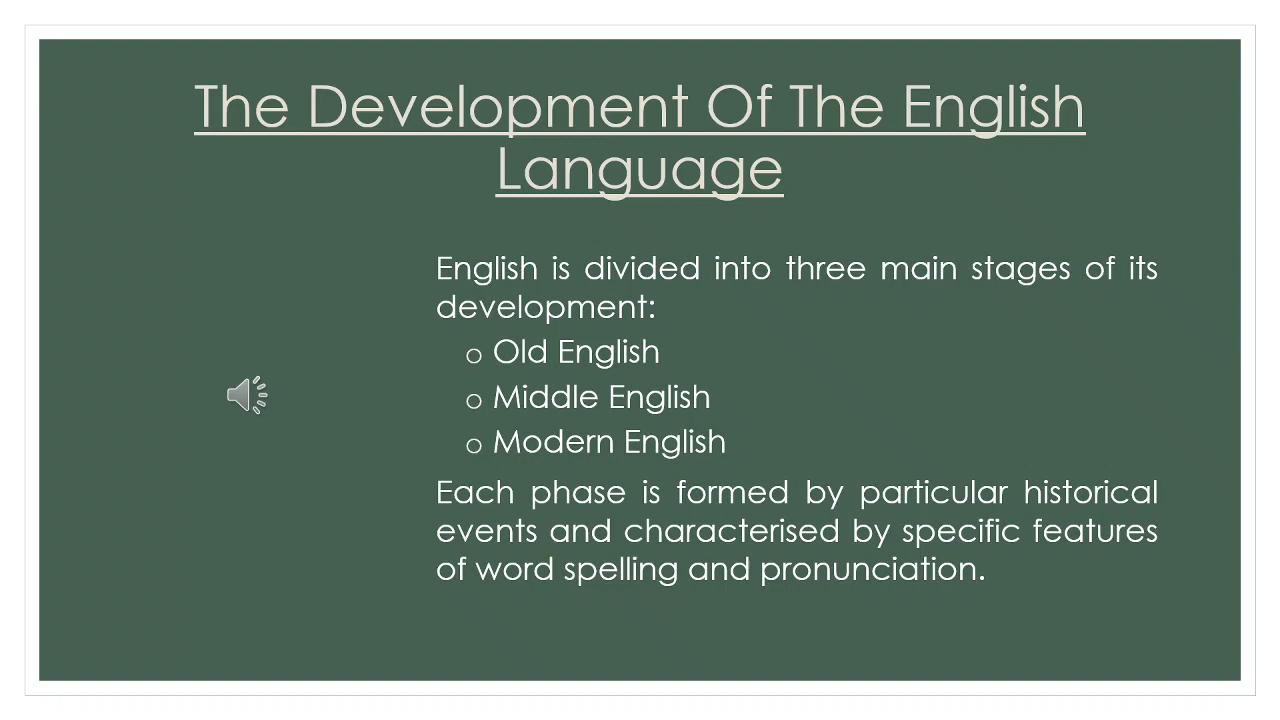 The Development Of The English
Language
English is divided into three main stages of its
development:
o Old English
o Middle English
o Modern English
Each phase is formed by particular historical
events and characterised by specific features
of word spelling and pronunciation.